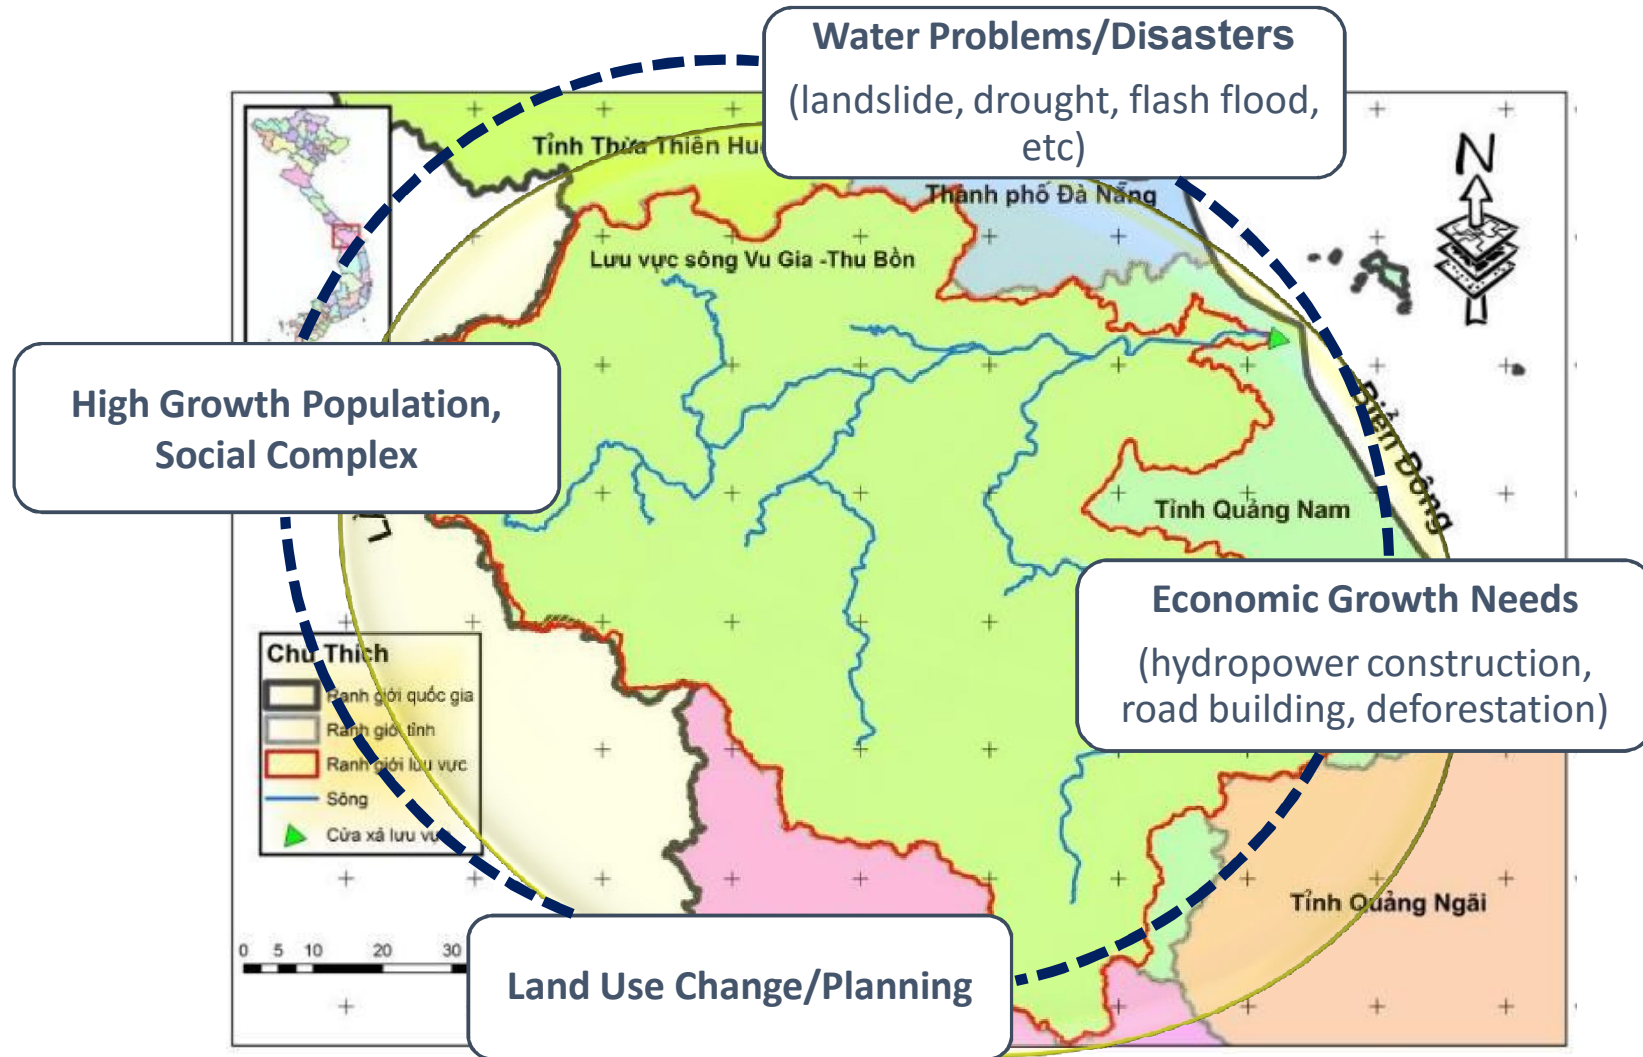 Water Problems/Disasters
(landslide, drought, flash flood,
etc)
N
Tỉnh Thừa Thiên Huế
Thành phố Đà Nẵng
Lưu vực sông Vu Gia -Thu Bồn
High Growth Population,
Social Complex
Biển Đông
Tỉnh Quảng Nam
Economic Growth Needs
(hydropower construction,
road building, deforestation)
Chú Thích
Ranh giới quốc gia
Ranh giới tỉnh
Ranh giới lưu vực
Sông
Cửa xả lưu vực
Tỉnh Quảng Ngãi
0 5 10 20 30
Land Use Change/Planning